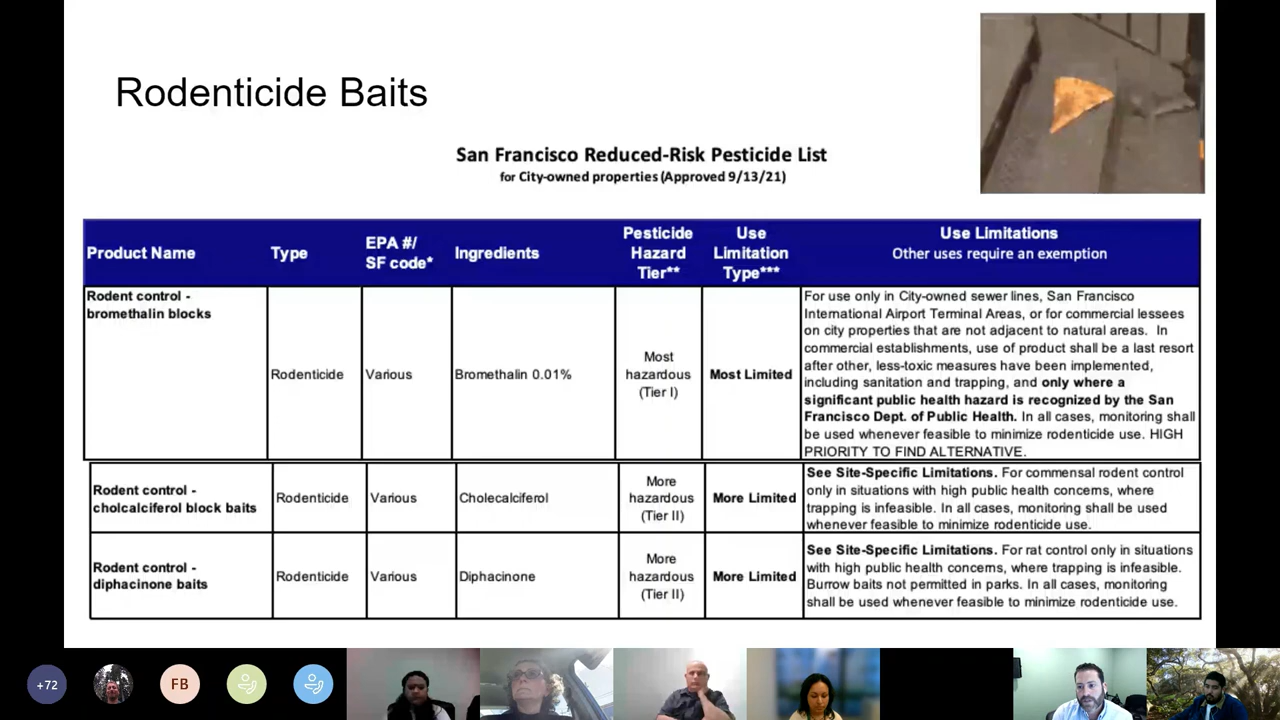 Rodenticide Baits
San Francisco Reduced-Risk Pesticide List
for City-owned properties (Approved 9/13/21)
Product Name
Type
EPA #/
SF code*
Ingredients
Pesticide
Hazard
Tier**
Use
Limitation
Type***
Use Limitations
Other uses require an exemption
Rodent control -
bromethalin blocks
Rodenticide
Various
Bromethalin 0.01%
Most
hazardous
(Tier I)
Most Limited
For use only in City-owned sewer lines, San Francisco
International Airport Terminal Areas, or for commercial lessees
on city properties that are not adjacent to natural areas. In
commercial establishments, use of product shall be a last resort
after other, less-toxic measures have been implemented,
including sanitation and trapping, and only where a
significant public health hazard is recognized by the San
Francisco Dept. of Public Health. In all cases, monitoring shall
be used whenever feasible to minimize rodenticide use. HIGH
PRIORITY TO FIND ALTERNATIVE.
Rodent control -
cholcalciferol block baits
Rodenticide
Various
Cholecalciferol
More
hazardous
(Tier II)
More Limited
See Site-Specific Limitations. For commensal rodent control
only in situations with high public health concerns, where
trapping is infeasible. In all cases, monitoring shall be used
whenever feasible to minimize rodenticide use.
Rodent control -
diphacinone baits
Rodenticide
Various
Diphacinone
More
hazardous
(Tier II)
More Limited
See Site-Specific Limitations. For rat control only in situations
with high public health concerns, where trapping is infeasible.
Burrow baits not permitted in parks. In all cases, monitoring
shall be used whenever feasible to minimize rodenticide use.
+72
FB